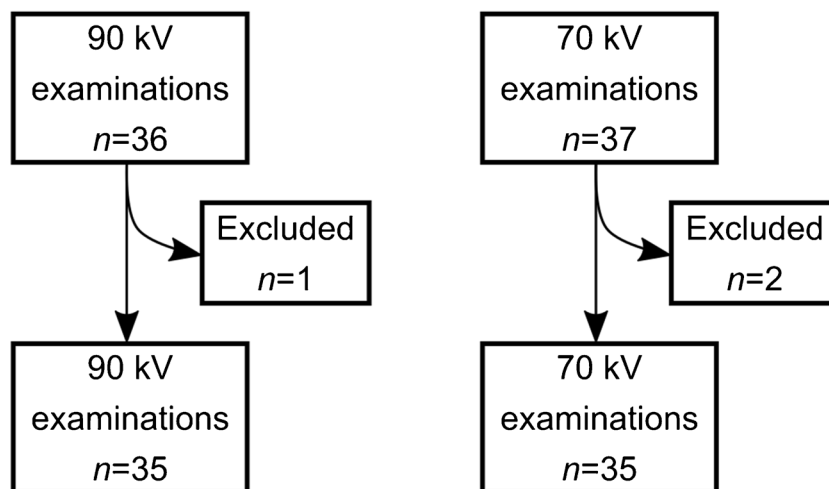 90 kV
examinations
n=36
Excluded
n=1
90 kV
examinations
n=35
70 kV
examinations
n=37
Excluded
n=2
70 kV
examinations
n=35